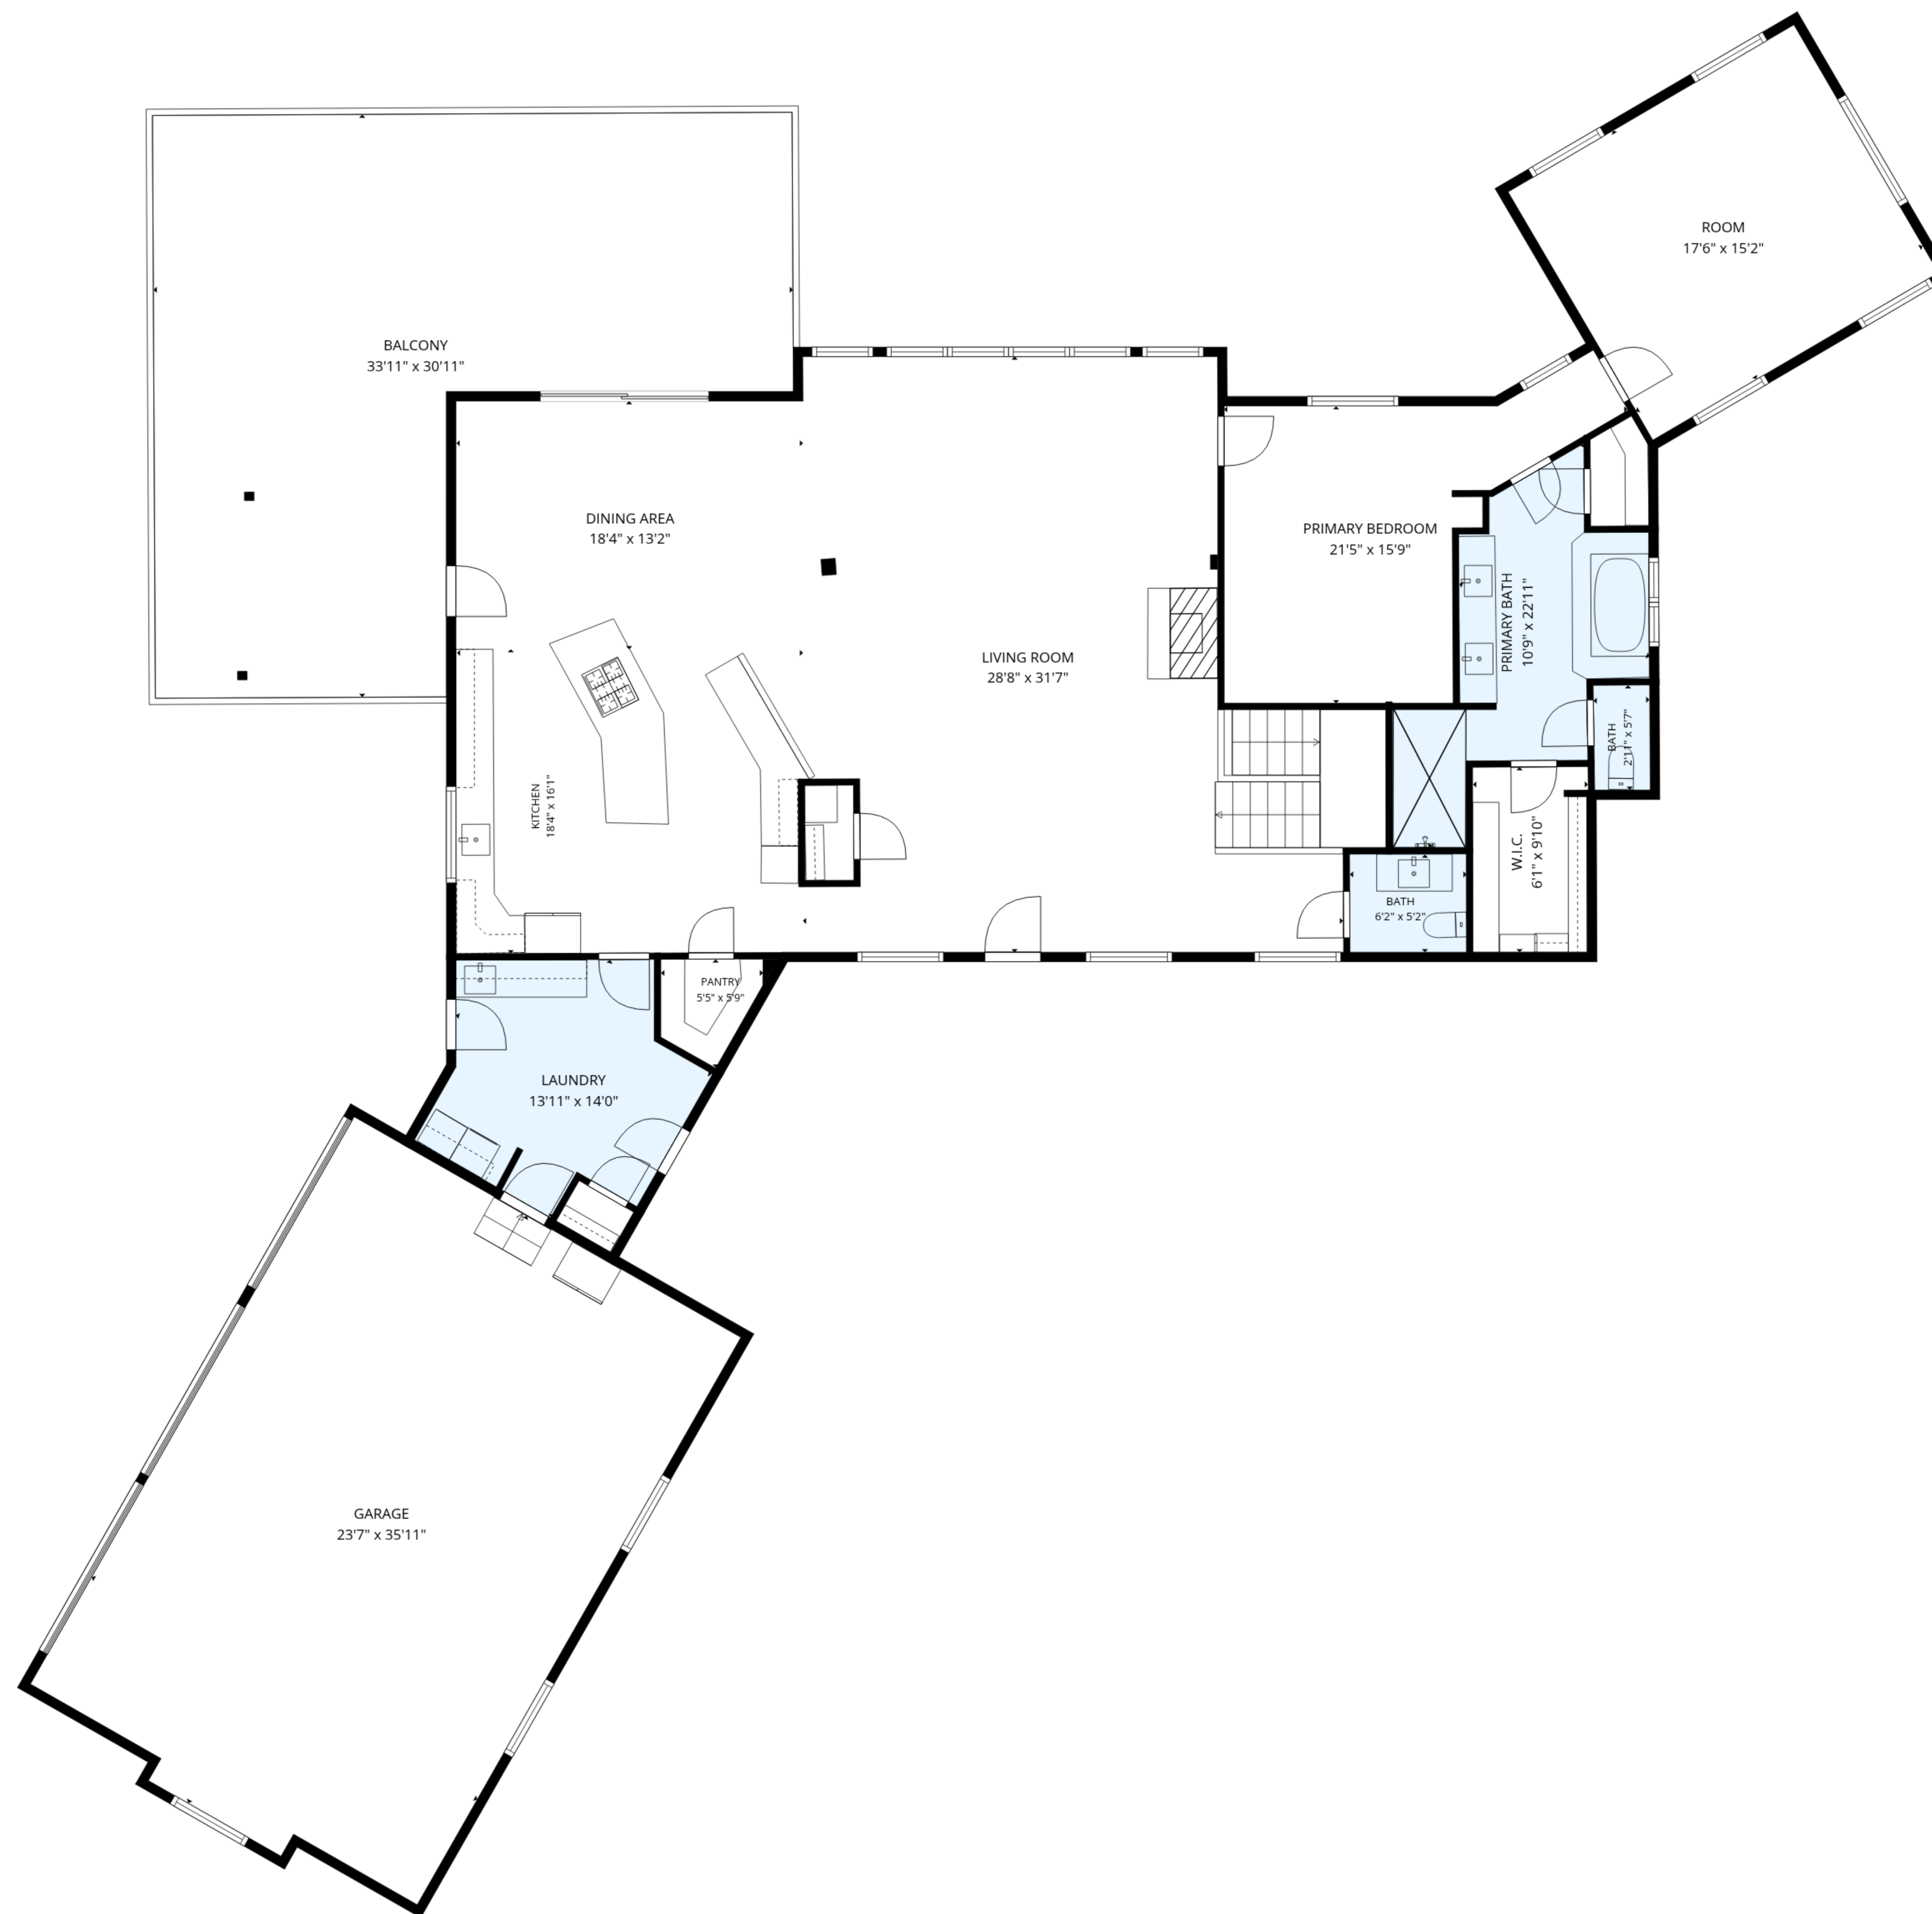 ROOM
17'6" x 15'2"
BALCONY
33'11" x 30'11"
DINING AREA
18'4" x 13'2"
PRIMARY BEDROOM
21'5" x 15'9"
PRIMARY BATH
10'9" x 22'11"
LIVING ROOM
28'8" x 31'7"
BATH
2'11" x 5'7"
KITCHEN
18'4" x 16'1"
W.I.C.
6'1" x 9'10"
BATH
6'2" x 5'2"
PANTRY
5'5" x 5'9"
LAUNDRY
13'11" x 14'0"
GARAGE
23'7" x 35'11"